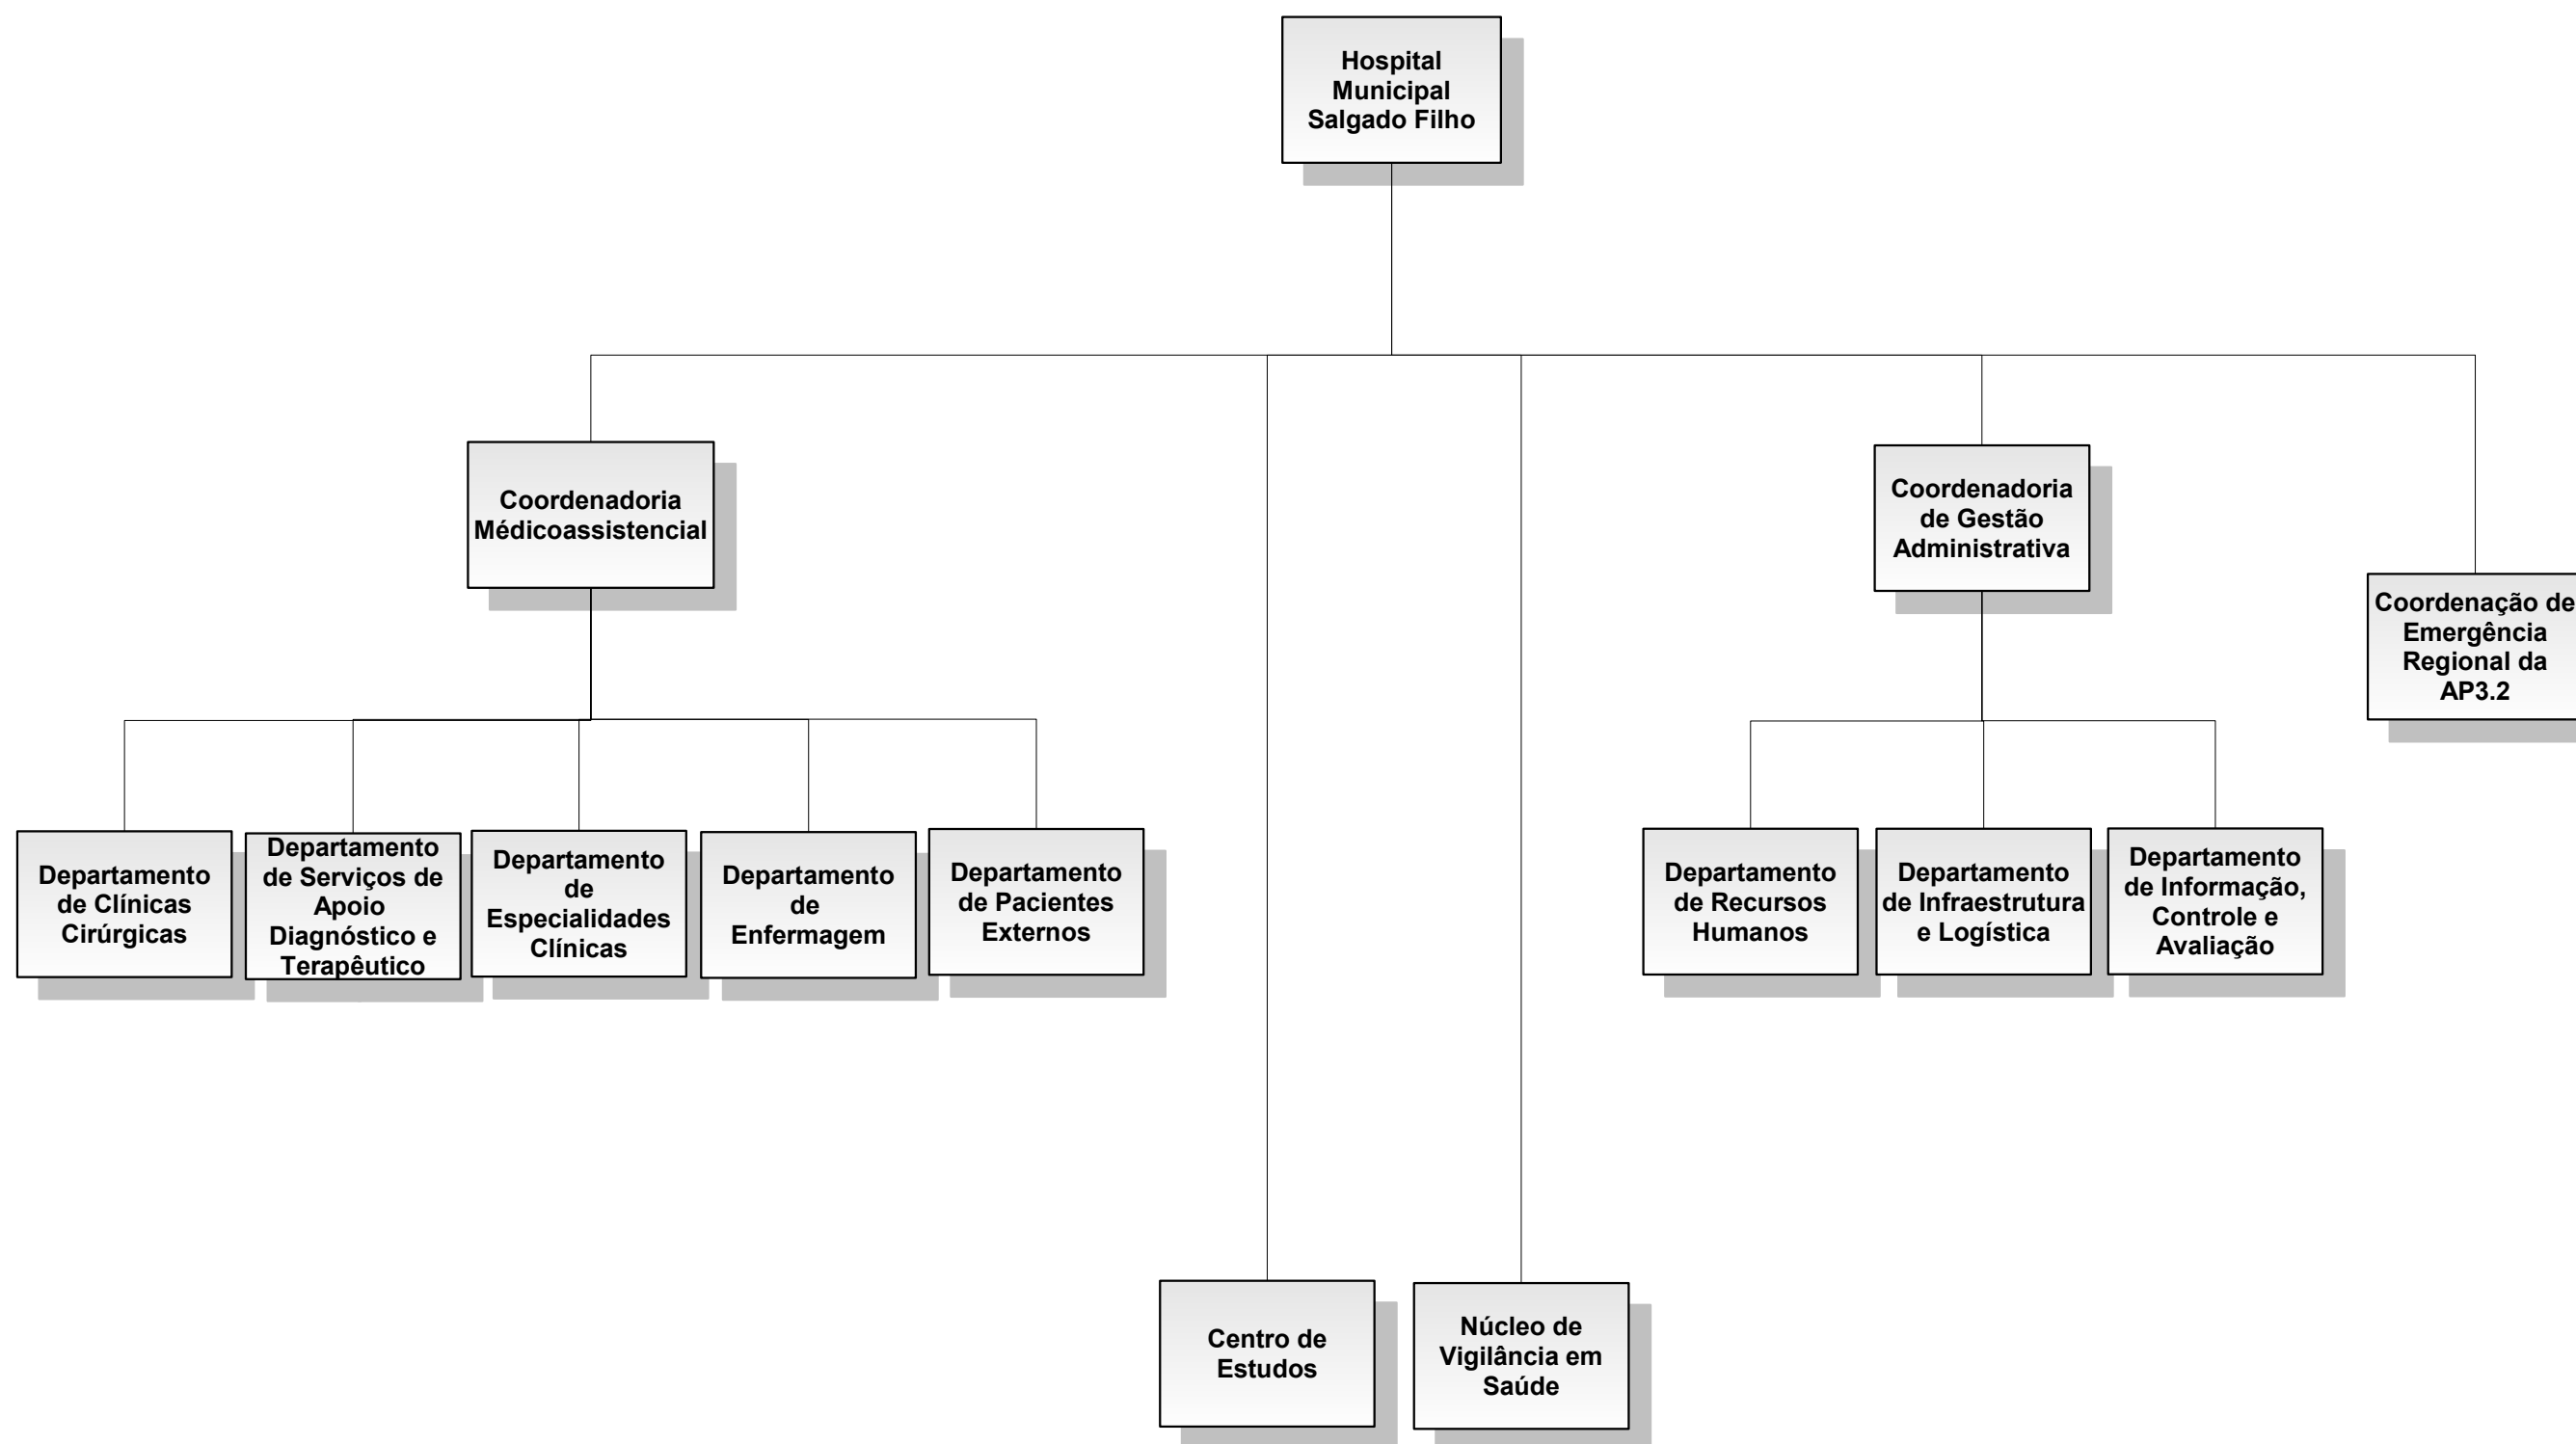 Hospital
Municipal
Salgado Filho
Coordenadoria
Médicoassistencial
Coordenadoria
de Gestão
Administrativa
Coordenação de
Emergência
Regional da
AP3.2
Departamento
de Clínicas
Cirúrgicas
Departamento
de Serviços de
Apoio
Diagnóstico e
Terapêutico
Departamento
de
Especialidades
Clínicas
Departamento
de
Enfermagem
Departamento
de Pacientes
Externos
Departamento
de Recursos
Humanos
Departamento
de Infraestrutura
e Logística
Departamento
de Informação,
Controle e
Avaliação
Centro de
Estudos
Núcleo de
Vigilância em
Saúde